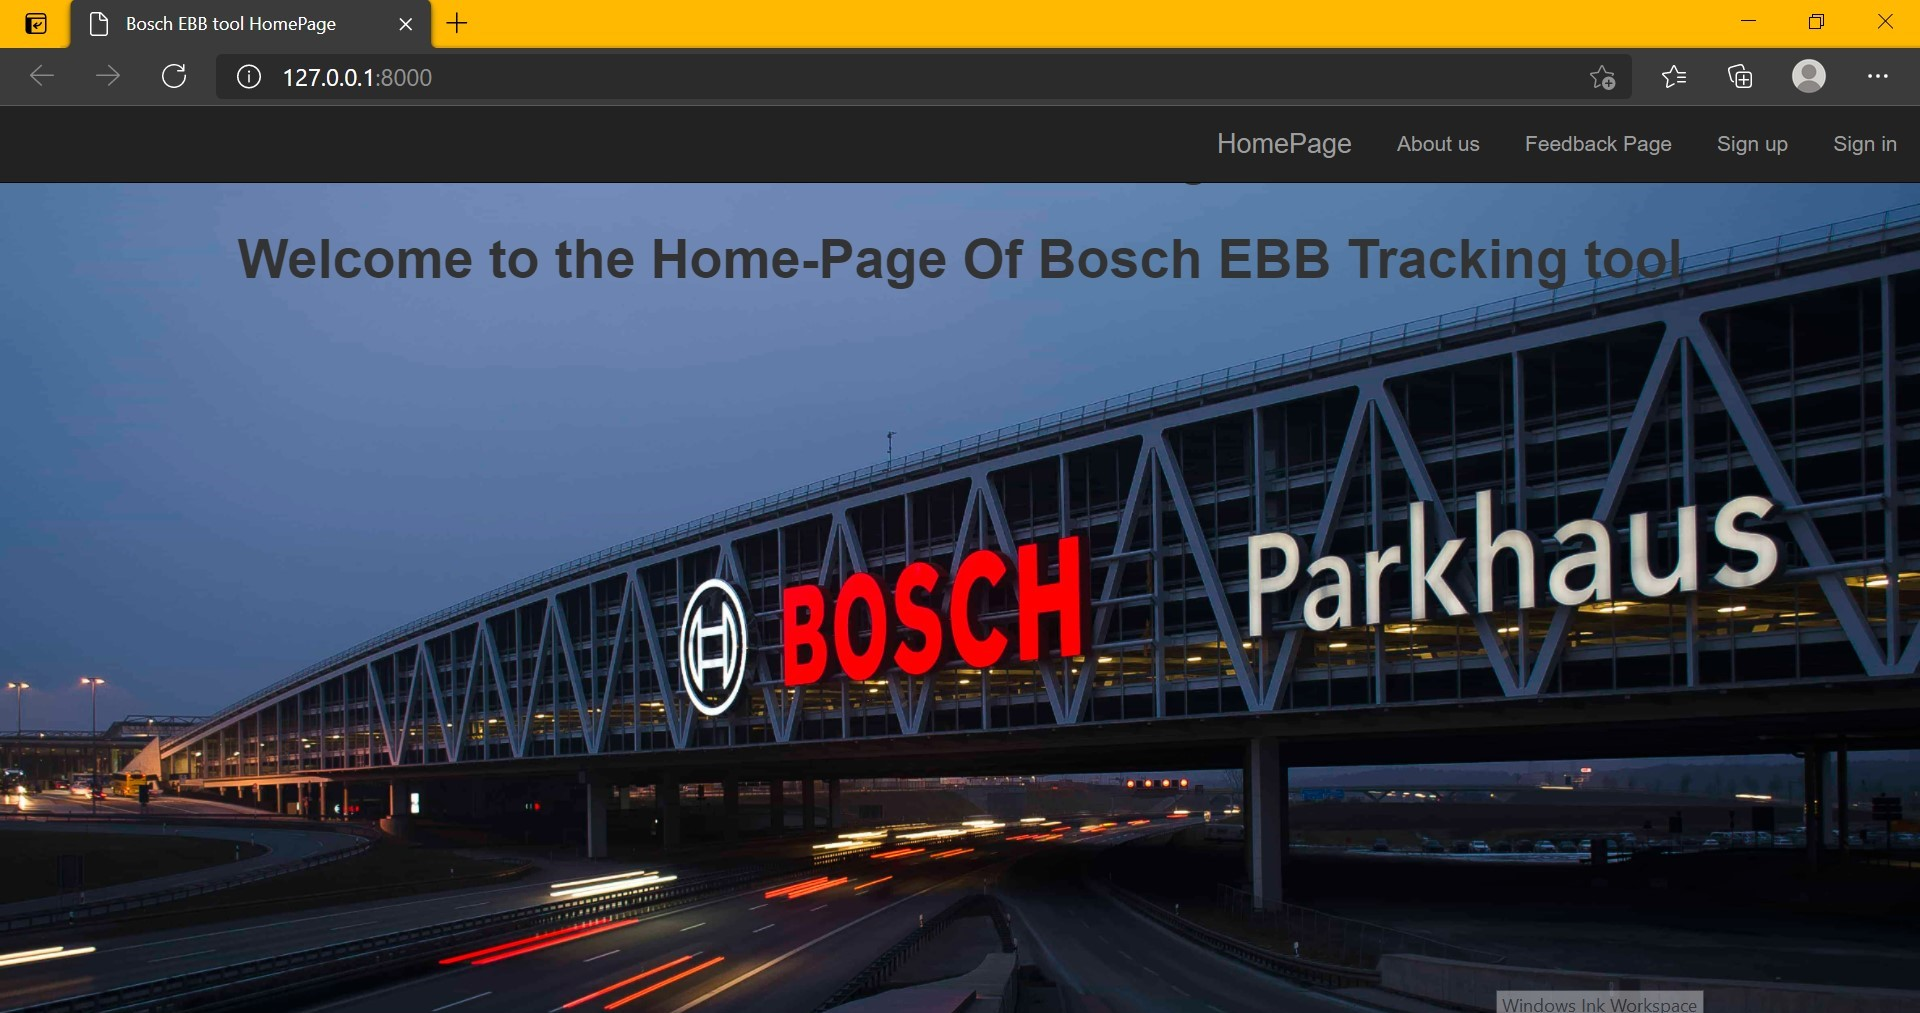 Bosch EBB tool HomePage
127.0.0.1:8000
HomePage About us Feedback Page Sign up Sign in
Welcome to the Home-Page Of Bosch EBB Tracking tool
BOSCH Parkhaus
Windows Ink Workspace